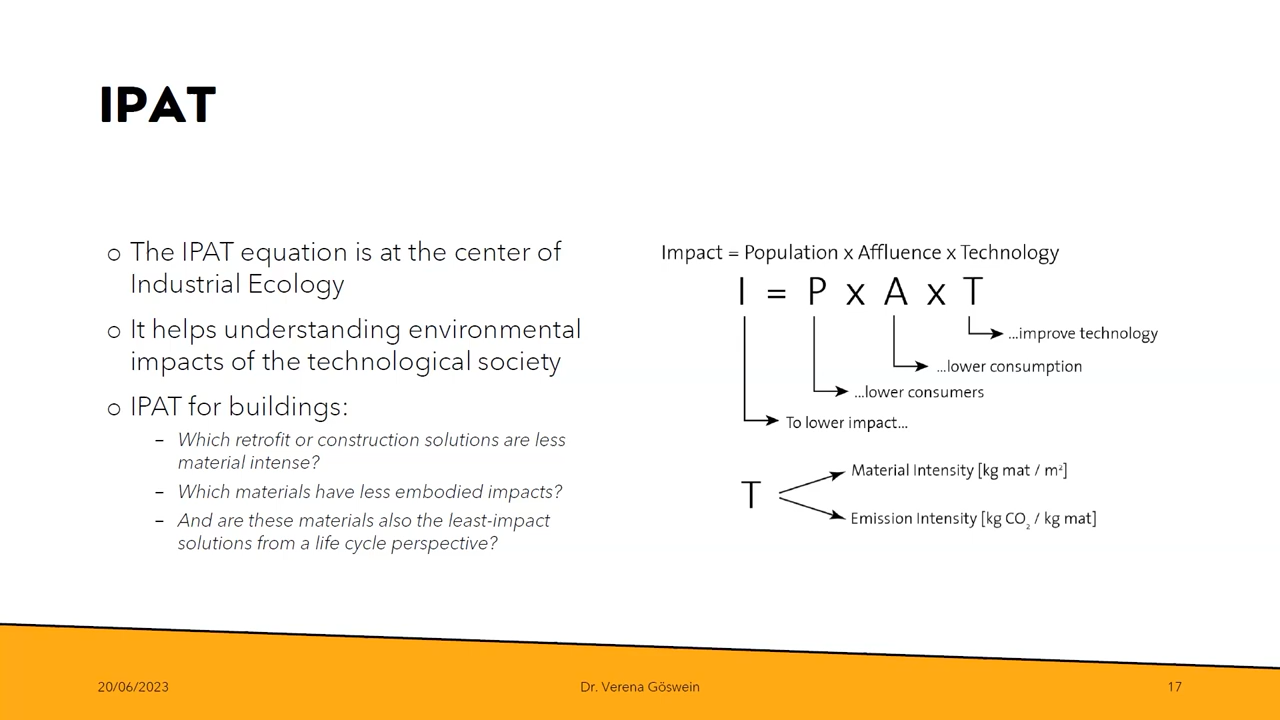 IPAT
o The IPAT equation is at the center of
Industrial Ecology
o It helps understanding environmental
impacts of the technological society
o IPAT for buildings:
– Which retrofit or construction solutions are less
material intense?
– Which materials have less embodied impacts?
– And are these materials also the least-impact
solutions from a life cycle perspective?
Impact = Population x Affluence x Technology
I = P x A x T
...improve technology
...lower consumption
...lower consumers
To lower impact...
T
Material Intensity [kg mat / m²]
Emission Intensity [kg CO₂ / kg mat]
20/06/2023
Dr. Verena Göswein
17